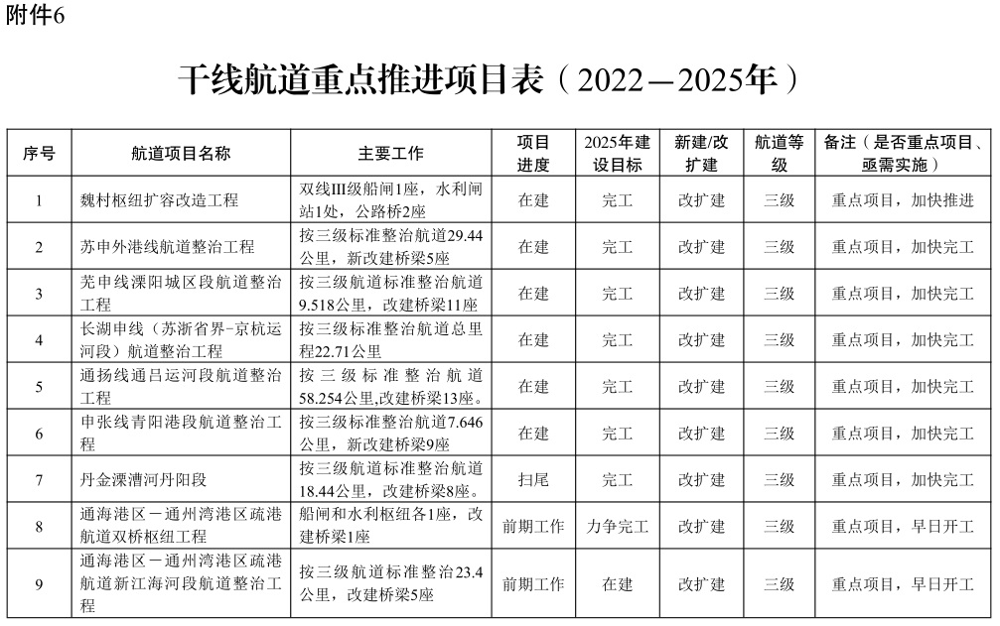 附件6
干线航道重点推进项目表（2022—2025年）
序号 航道项目名称 主要工作 项目进度 2025年建设目标 新建/改扩建 航道等级 备注（是否重点项目、亟需实施）
1 魏村枢纽扩容改造工程 双线Ⅲ级船闸1座，水利闸站1处，公路桥2座 在建 完工 改扩建 三级 重点项目，加快推进
2 苏申外港线航道整治工程 按三级标准整治航道29.44公里，新改建桥梁5座 在建 完工 改扩建 三级 重点项目，加快完工
3 芜申线溧阳城区段航道整治工程 按三级航道标准整治航道9.518公里，改建桥梁11座 在建 完工 改扩建 三级 重点项目，加快完工
4 长湖申线（苏浙省界-京杭运河段）航道整治工程 按三级标准整治航道总里程22.71公里 在建 完工 改扩建 三级 重点项目，加快完工
5 通扬线通吕运河段航道整治工程 按三级标准整治航道58.254公里,改建桥梁13座。 在建 完工 改扩建 三级 重点项目，加快完工
6 申张线青阳港段航道整治工程 按三级标准整治航道7.646公里，新改建桥梁9座 在建 完工 改扩建 三级 重点项目，加快完工
7 丹金溧漕河丹阳段 按三级航道标准整治航道18.44公里，改建桥梁8座。 扫尾 完工 改扩建 三级 重点项目，加快完工
8 通海港区－通州湾港区疏港航道双桥枢纽工程 船闸和水利枢纽各1座，改建桥梁1座 前期工作 力争完工 改扩建 三级 重点项目，早日开工
9 通海港区－通州湾港区疏港航道新江海河段航道整治工程 按三级航道标准整治23.4公里，改建桥梁5座 前期工作 在建 改扩建 三级 重点项目，早日开工